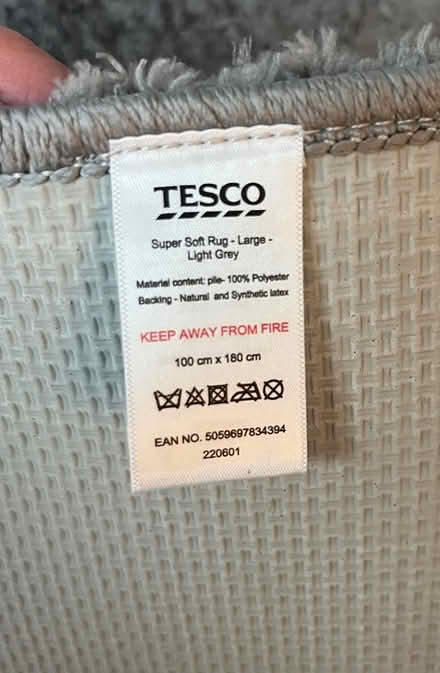 TESCO
Super Soft Rug - Large -
Light Grey
Material content: pile- 100% Polyester
Backing - Natural and Synthetic latex
KEEP AWAY FROM FIRE
100 cm x 180 cm
EAN NO. 5059697834394
220601